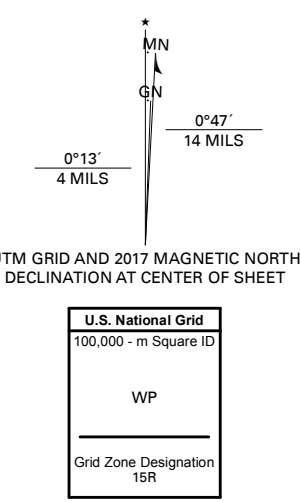 ★
MN
GN
0°47´
14 MILS
0°13´
4 MILS
UTM GRID AND 2017 MAGNETIC NORTH
DECLINATION AT CENTER OF SHEET
U.S. National Grid
100,000 - m Square ID
WP
Grid Zone Designation
15R